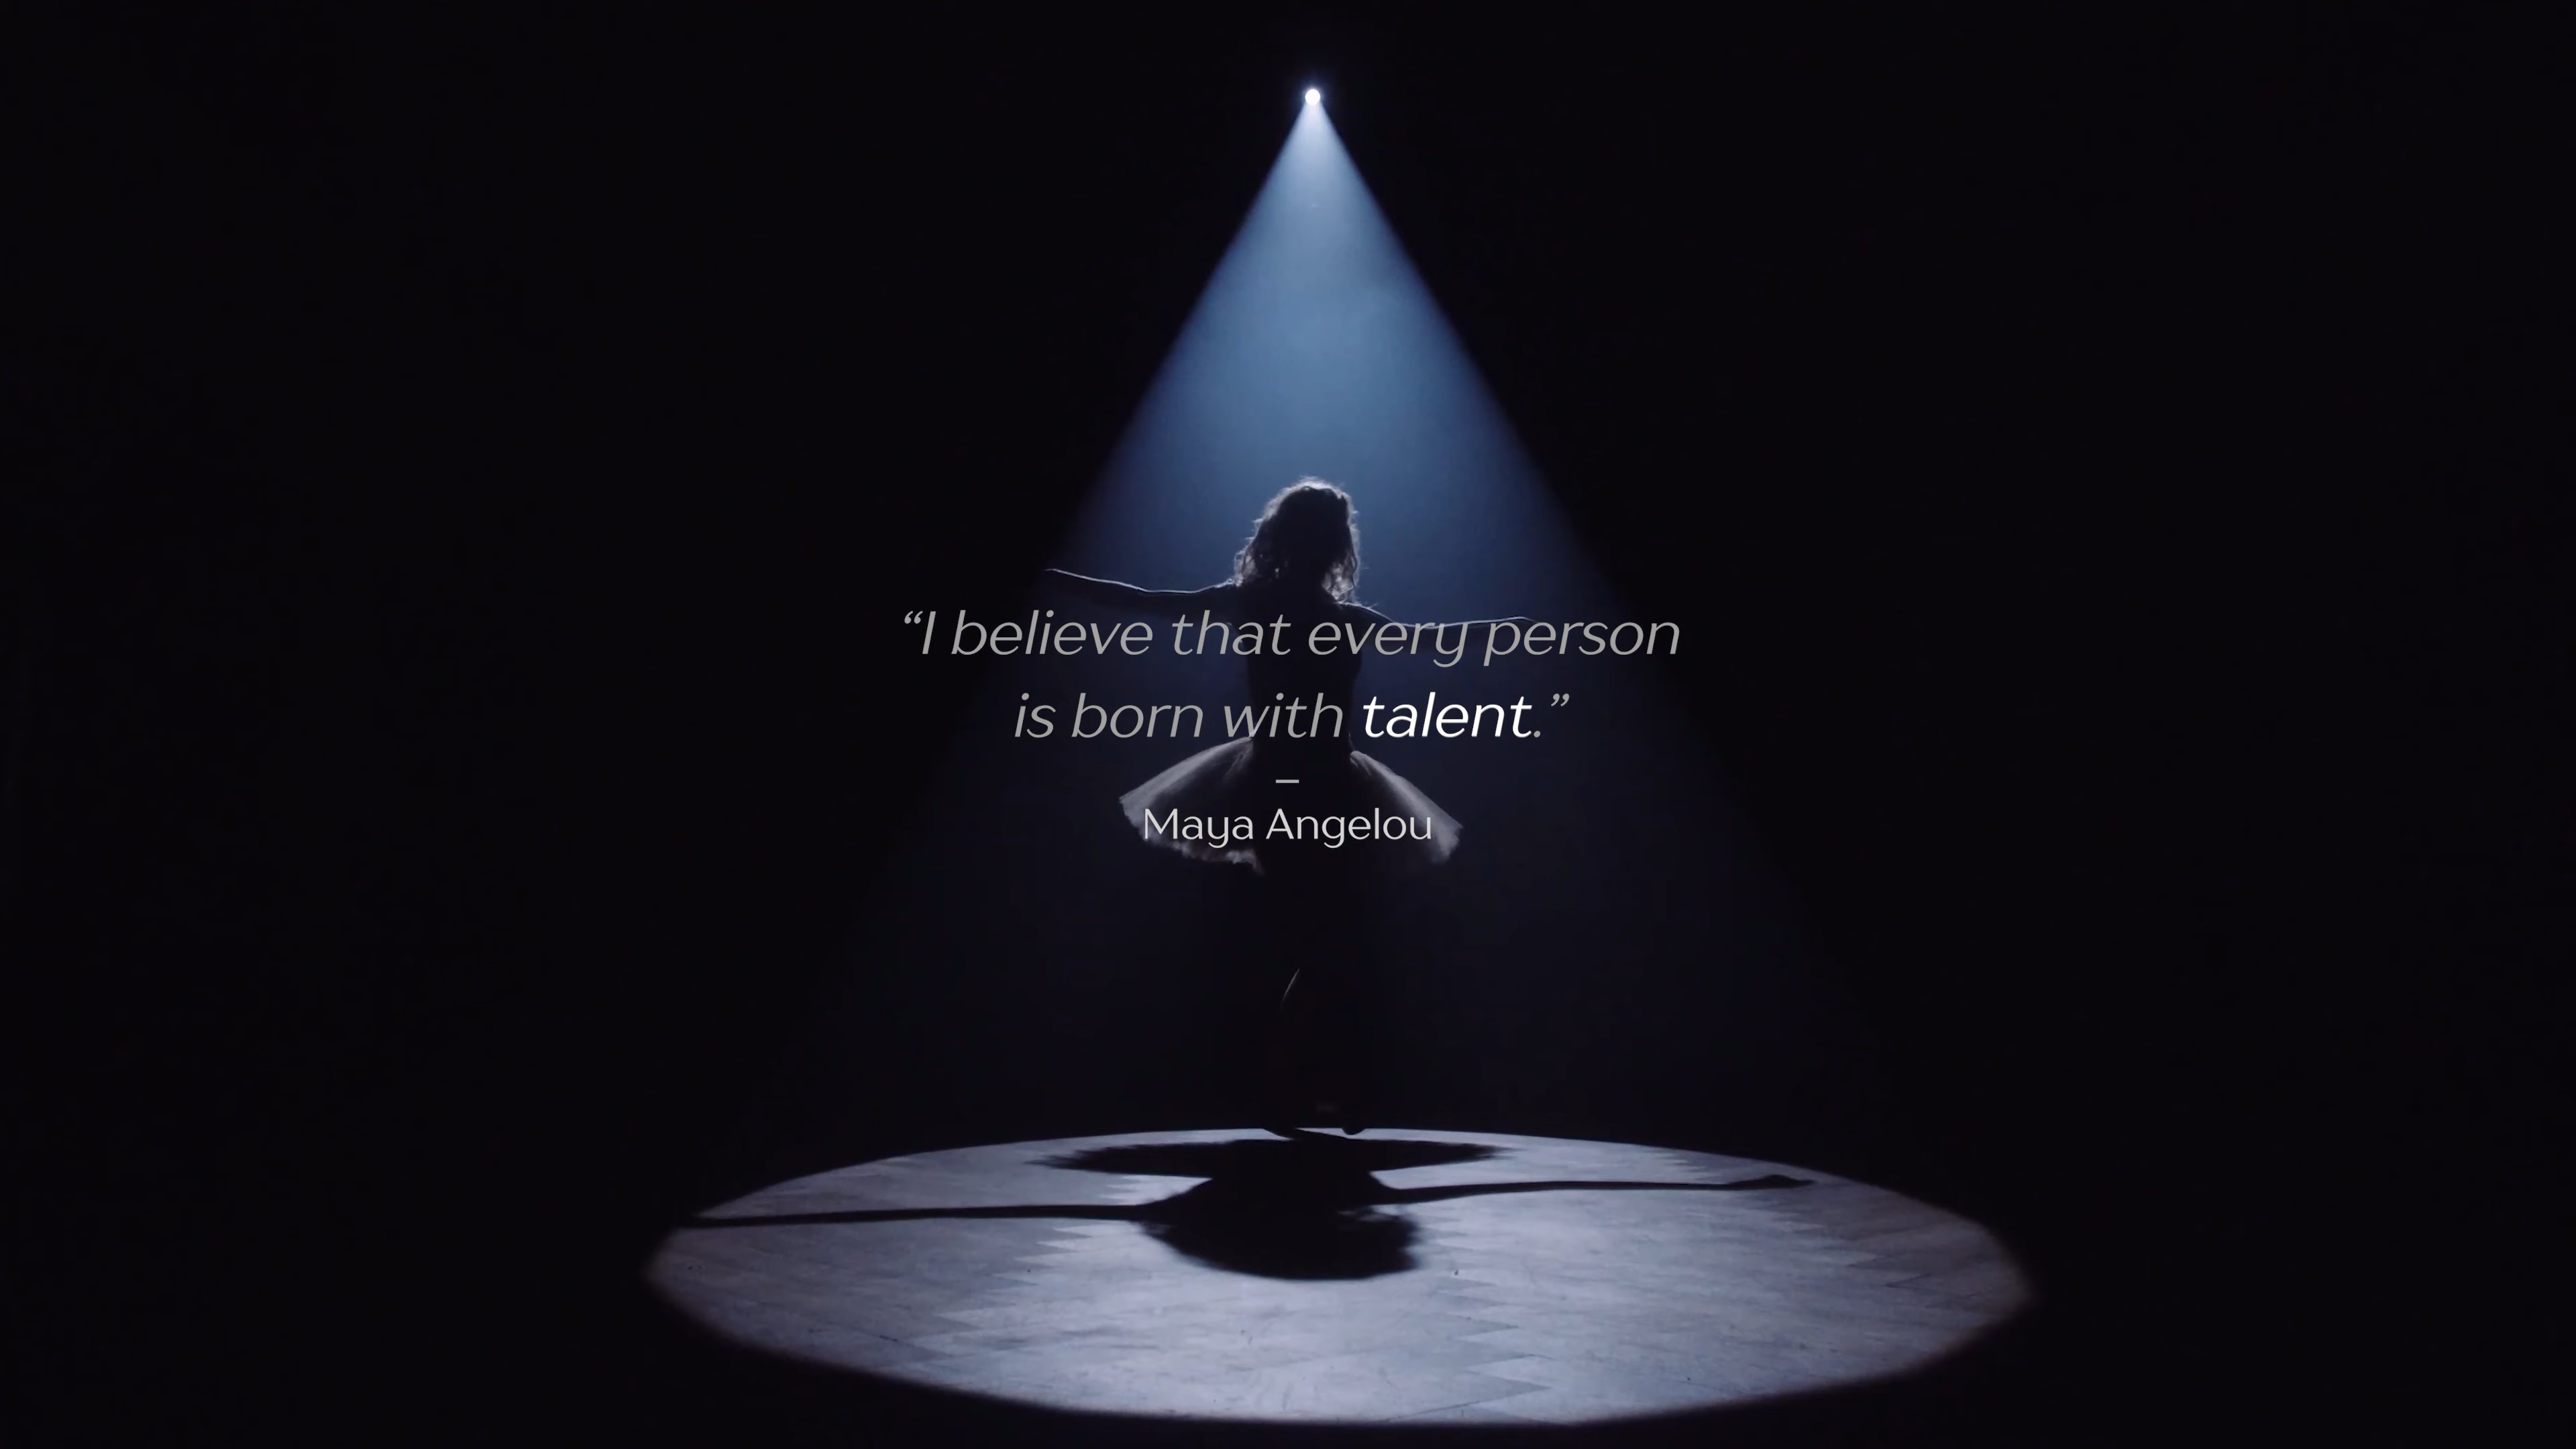 “I believe that every person
is born with talent.”
–
Maya Angelou